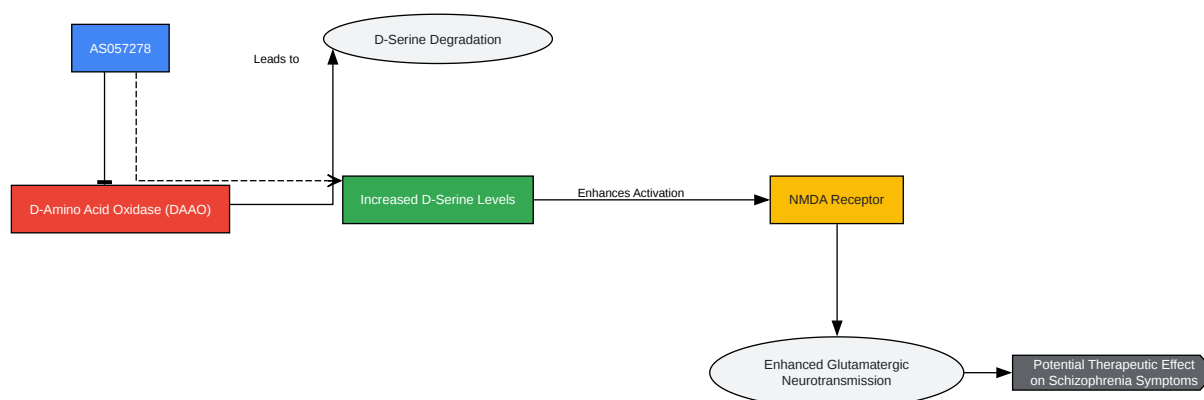 D-Serine Degradation
AS057278
Leads to
Enhances Activation
Increased D-Serine Levels
NMDA Receptor
D-Amino Acid Oxidase (DAAO)
Enhanced Glutamatergic
Neurotransmission
Potential Therapeutic Effect
on Schizophrenia Symptoms